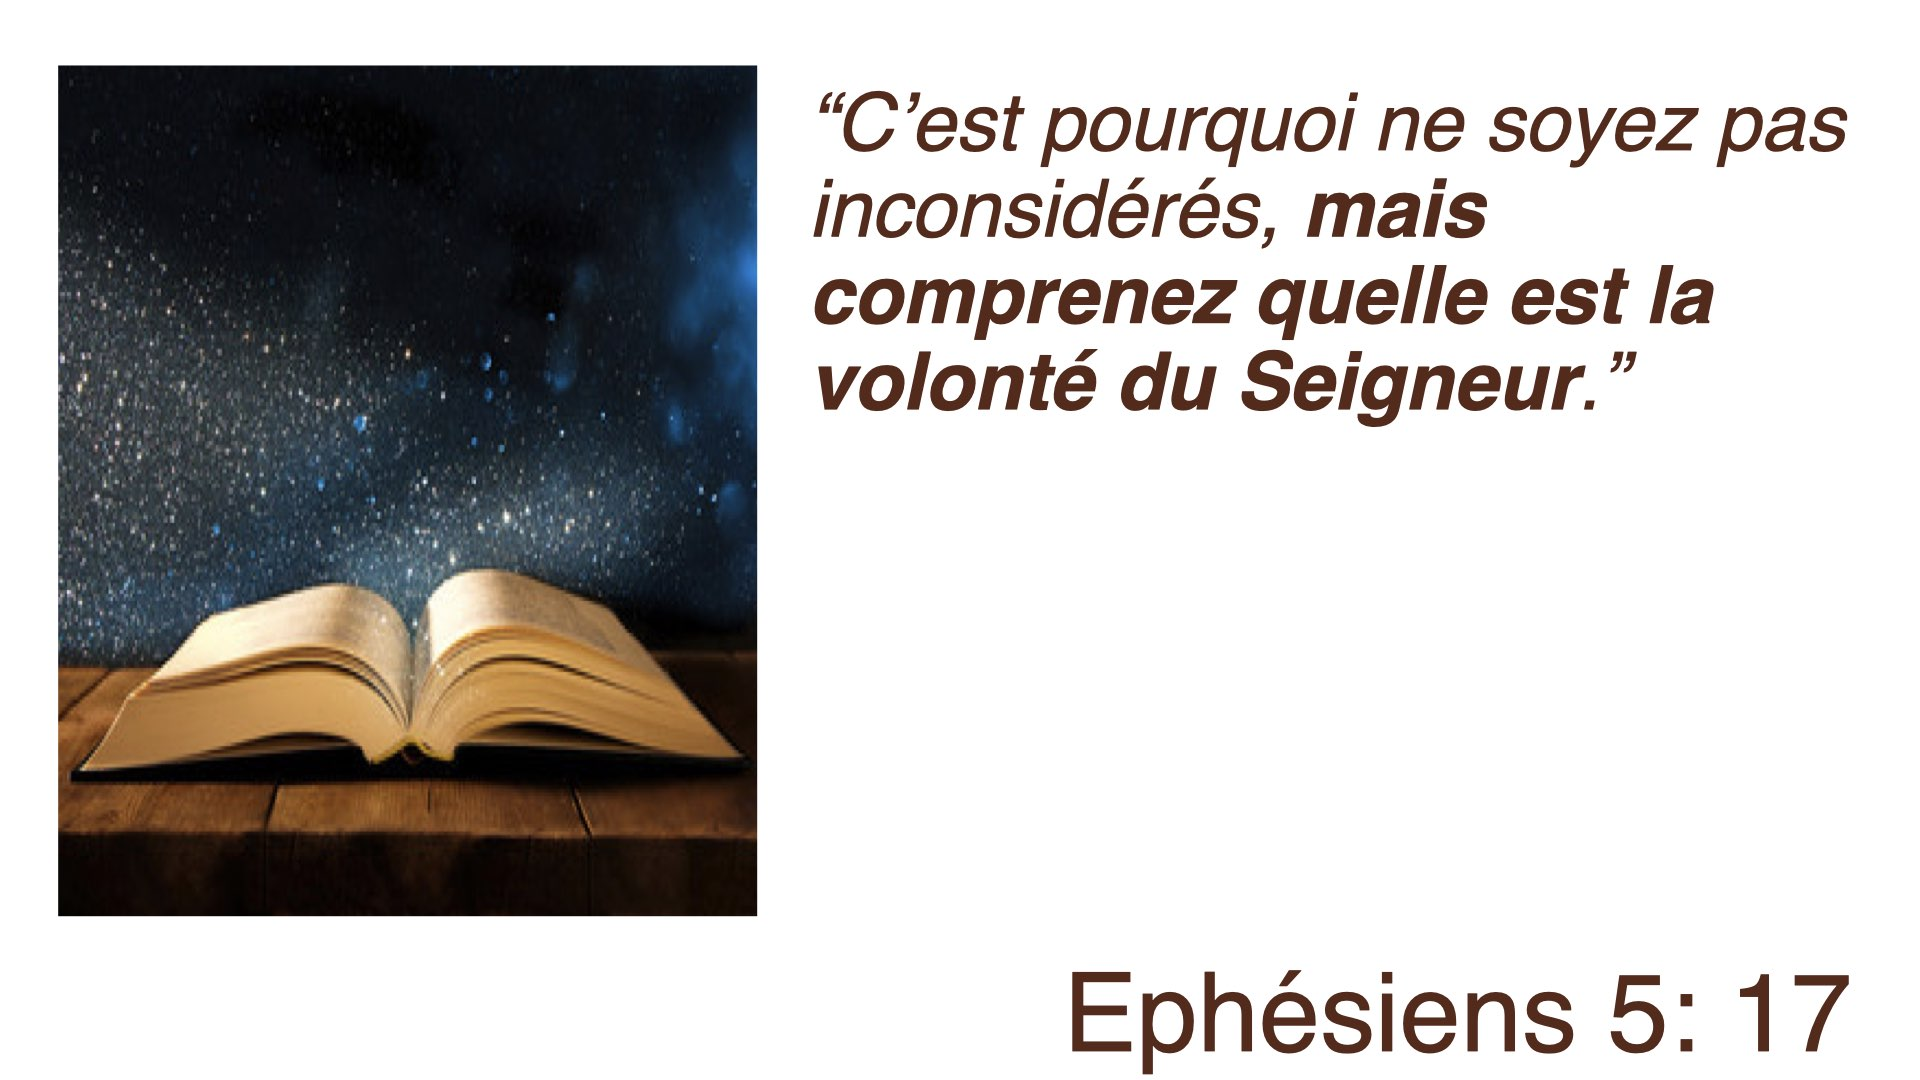 “C’est pourquoi ne soyez pas
inconsidérés, mais
comprenez quelle est la
volonté du Seigneur.”
Ephésiens 5: 17